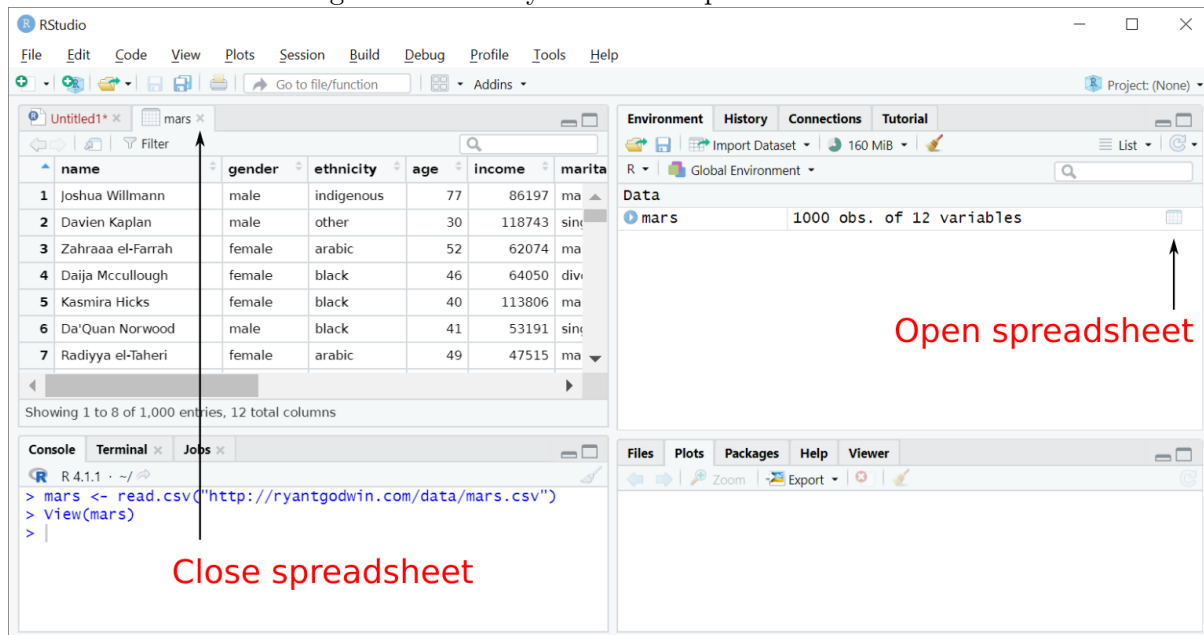 RStudio
File Edit Code View Plots Session Build Debug Profile Tools Help
Go to file/function Addins Project: (None)
Untitled1* mars
Filter
name gender ethnicity age income marita
1 Joshua Willmann male indigenous 77 86197 ma
2 Davien Kaplan male other 30 118743 sing
3 Zahraaa el-Farrah female arabic 52 62074 ma
4 Daija Mccullough female black 46 64050 div
5 Kasmira Hicks female black 40 113806 ma
6 Da'Quan Norwood male black 41 53191 sing
7 Radiyya el-Taheri female arabic 49 47515 ma
Showing 1 to 8 of 1,000 entries, 12 total columns
Console Terminal Jobs
R R 4.1.1 · ~/
> mars <- read.csv("http://ryantgodwin.com/data/mars.csv")
> View(mars)
>
Close spreadsheet
Environment History Connections Tutorial
Import Dataset 160 MiB List
R Global Environment
Data
mars 1000 obs. of 12 variables
Open spreadsheet
Files Plots Packages Help Viewer
Zoom Export